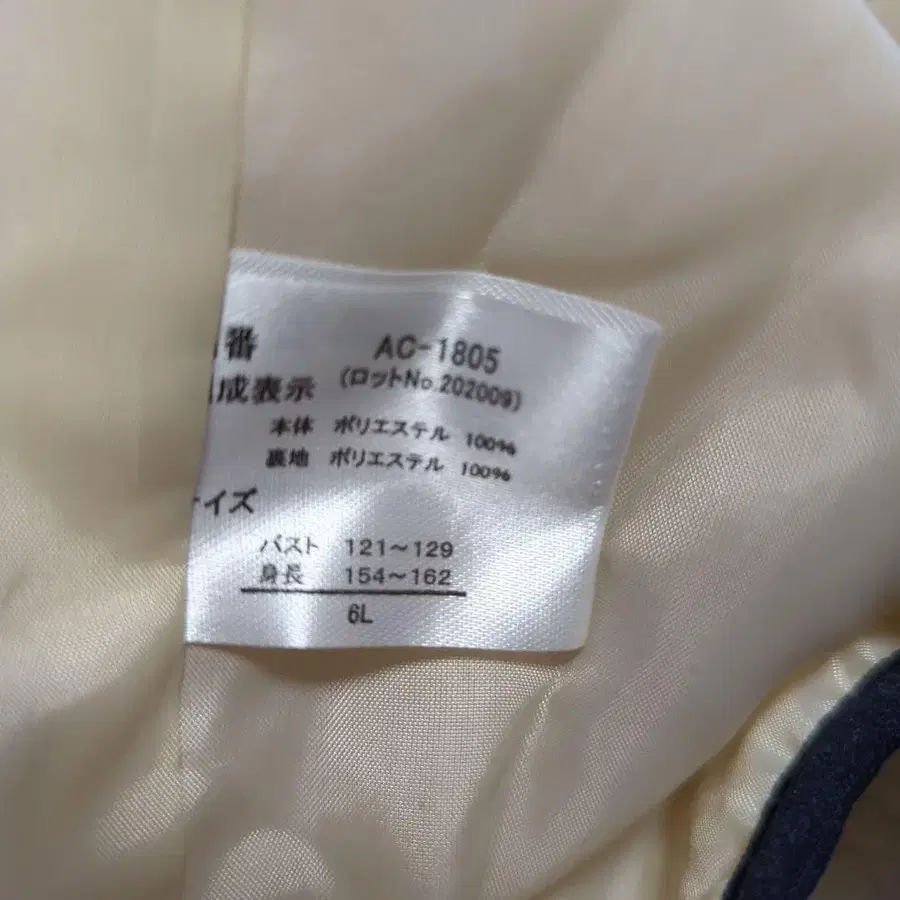 番 AC-1805
成表示 (ロットNo.202009)
本体 ポリエステル 100%
裏地 ポリエステル 100%
イズ
バスト 121～129
身長 154～162
6L